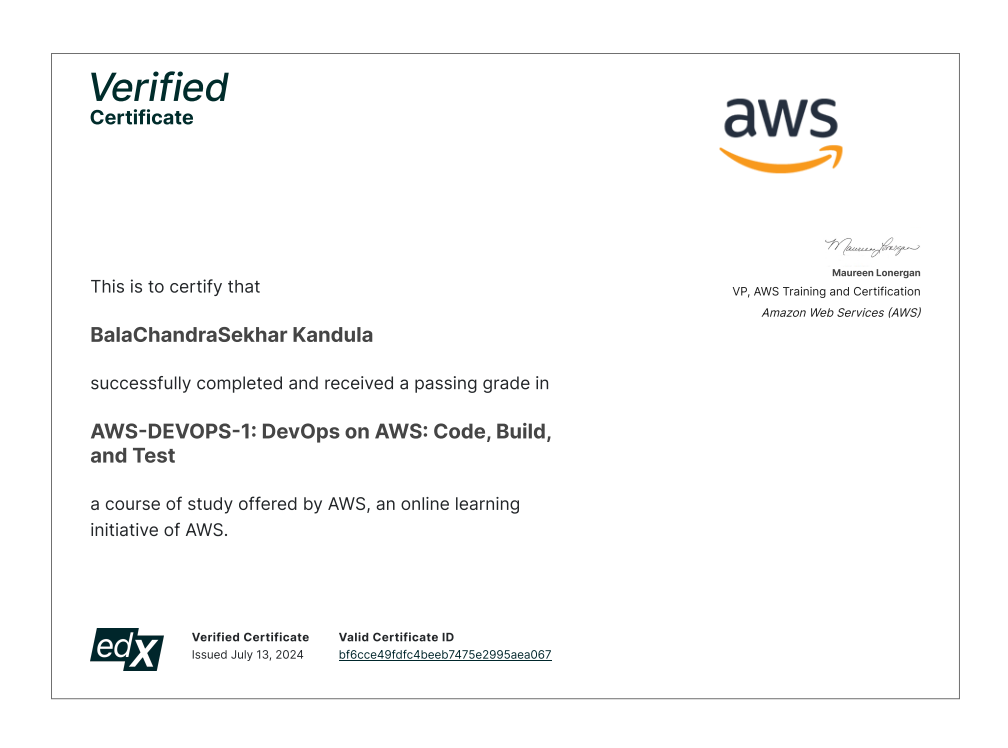 Verified
Certificate
aws
Maureen Lonergan
Maureen Lonergan
VP, AWS Training and Certification
Amazon Web Services (AWS)
This is to certify that
BalaChandraSekhar Kandula
successfully completed and received a passing grade in
AWS-DEVOPS-1: DevOps on AWS: Code, Build,
and Test
a course of study offered by AWS, an online learning
initiative of AWS.
edX
Verified Certificate
Issued July 13, 2024
Valid Certificate ID
bf6cce49fdfc4beeb7475e2995aea067